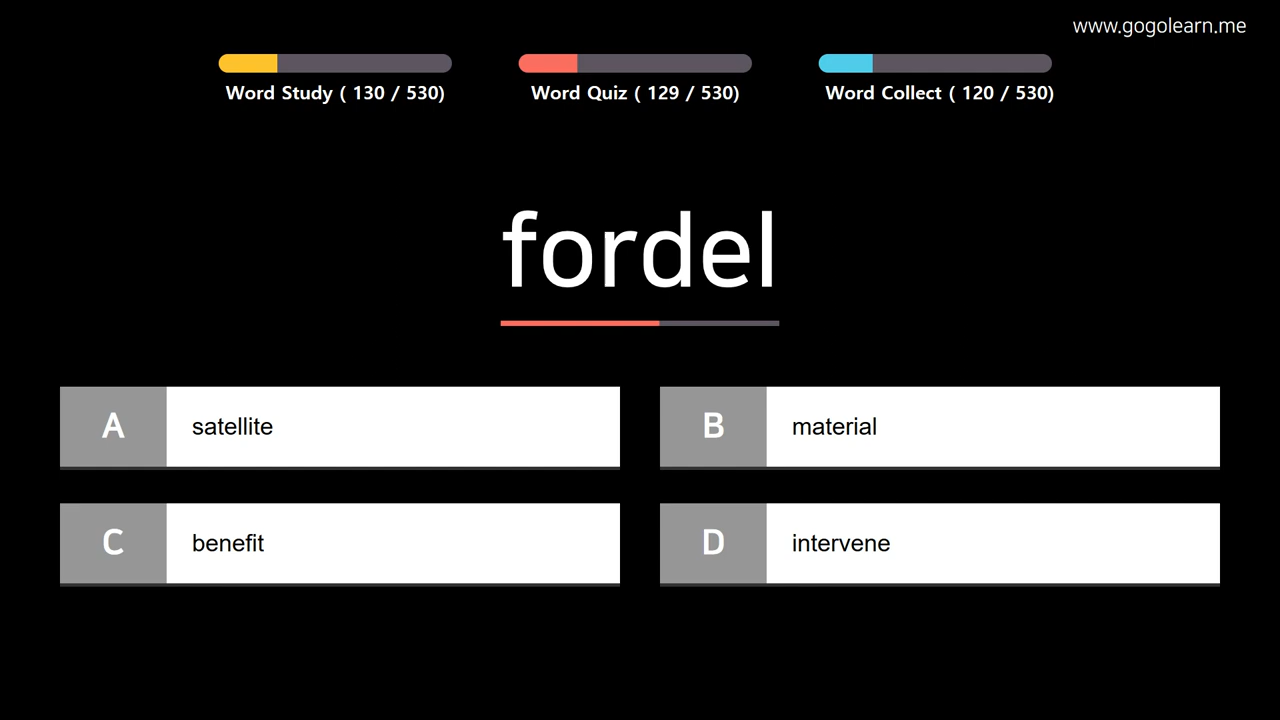 www.gogolearn.me
Word Study ( 130 / 530)
Word Quiz ( 129 / 530)
Word Collect ( 120 / 530)
fordel
A satellite
B material
C benefit
D intervene